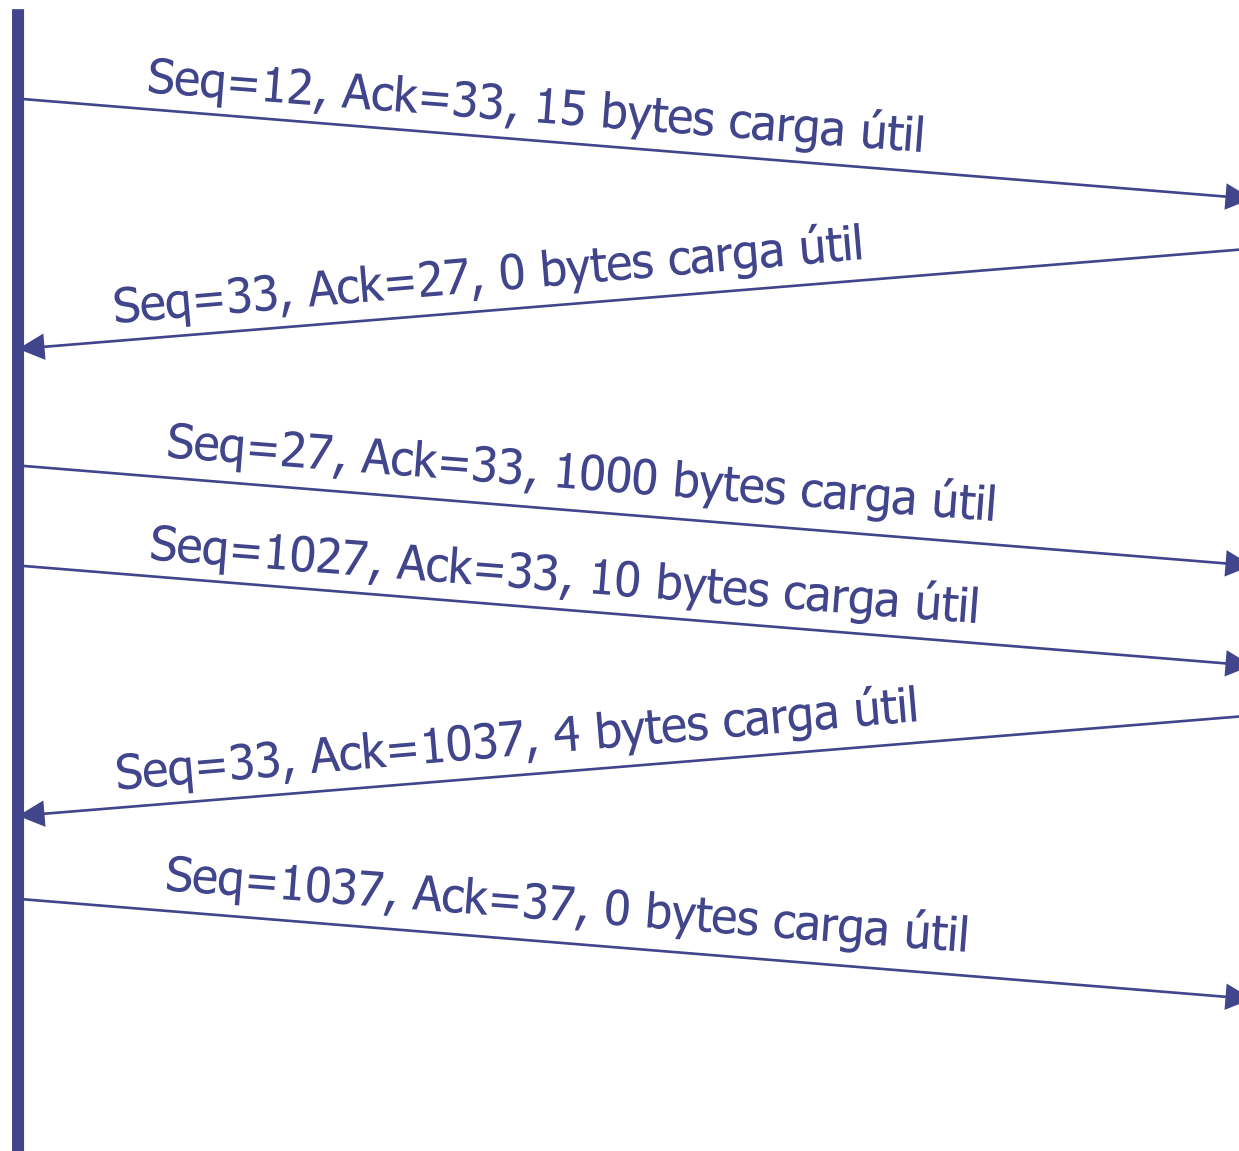 Seq=12, Ack=33, 15 bytes carga útil
Seq=33, Ack=27, 0 bytes carga útil
Seq=27, Ack=33, 1000 bytes carga útil
Seq=1027, Ack=33, 10 bytes carga útil
Seq=33, Ack=1037, 4 bytes carga útil
Seq=1037, Ack=37, 0 bytes carga útil